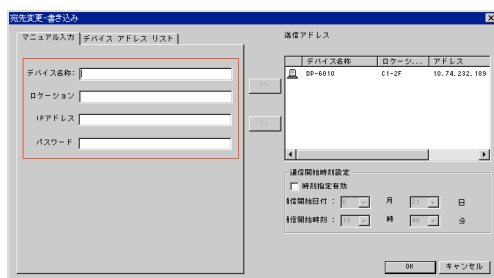 宛先変更-書き込み
マニュアル入力
デバイス アドレス リスト
デバイス名称:
ロケーション
IPアドレス
パスワード
>>
<<
送信アドレス
デバイス名称
ロケーシ...
アドレス
DP-6010
C1-2F
10.74.232.189
通信開始時刻設定
時刻指定有効
信開始日付 :
6
月
21
日
信開始時刻 :
19
時
48
分
OK
キャンセル